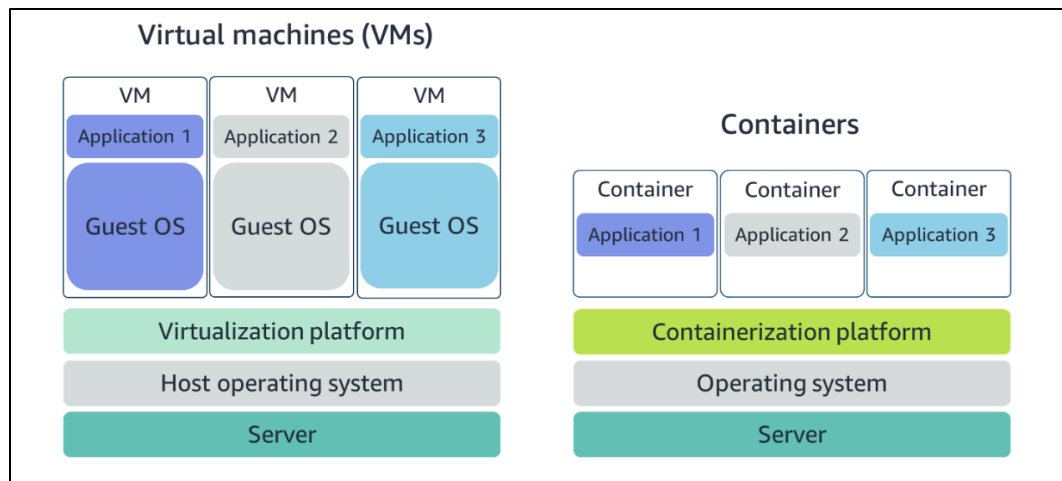 Virtual machines (VMs)
VM
VM
VM
Application 1
Application 2
Application 3
Guest OS
Guest OS
Guest OS
Virtualization platform
Host operating system
Server
Containers
Container
Container
Container
Application 1
Application 2
Application 3
Containerization platform
Operating system
Server